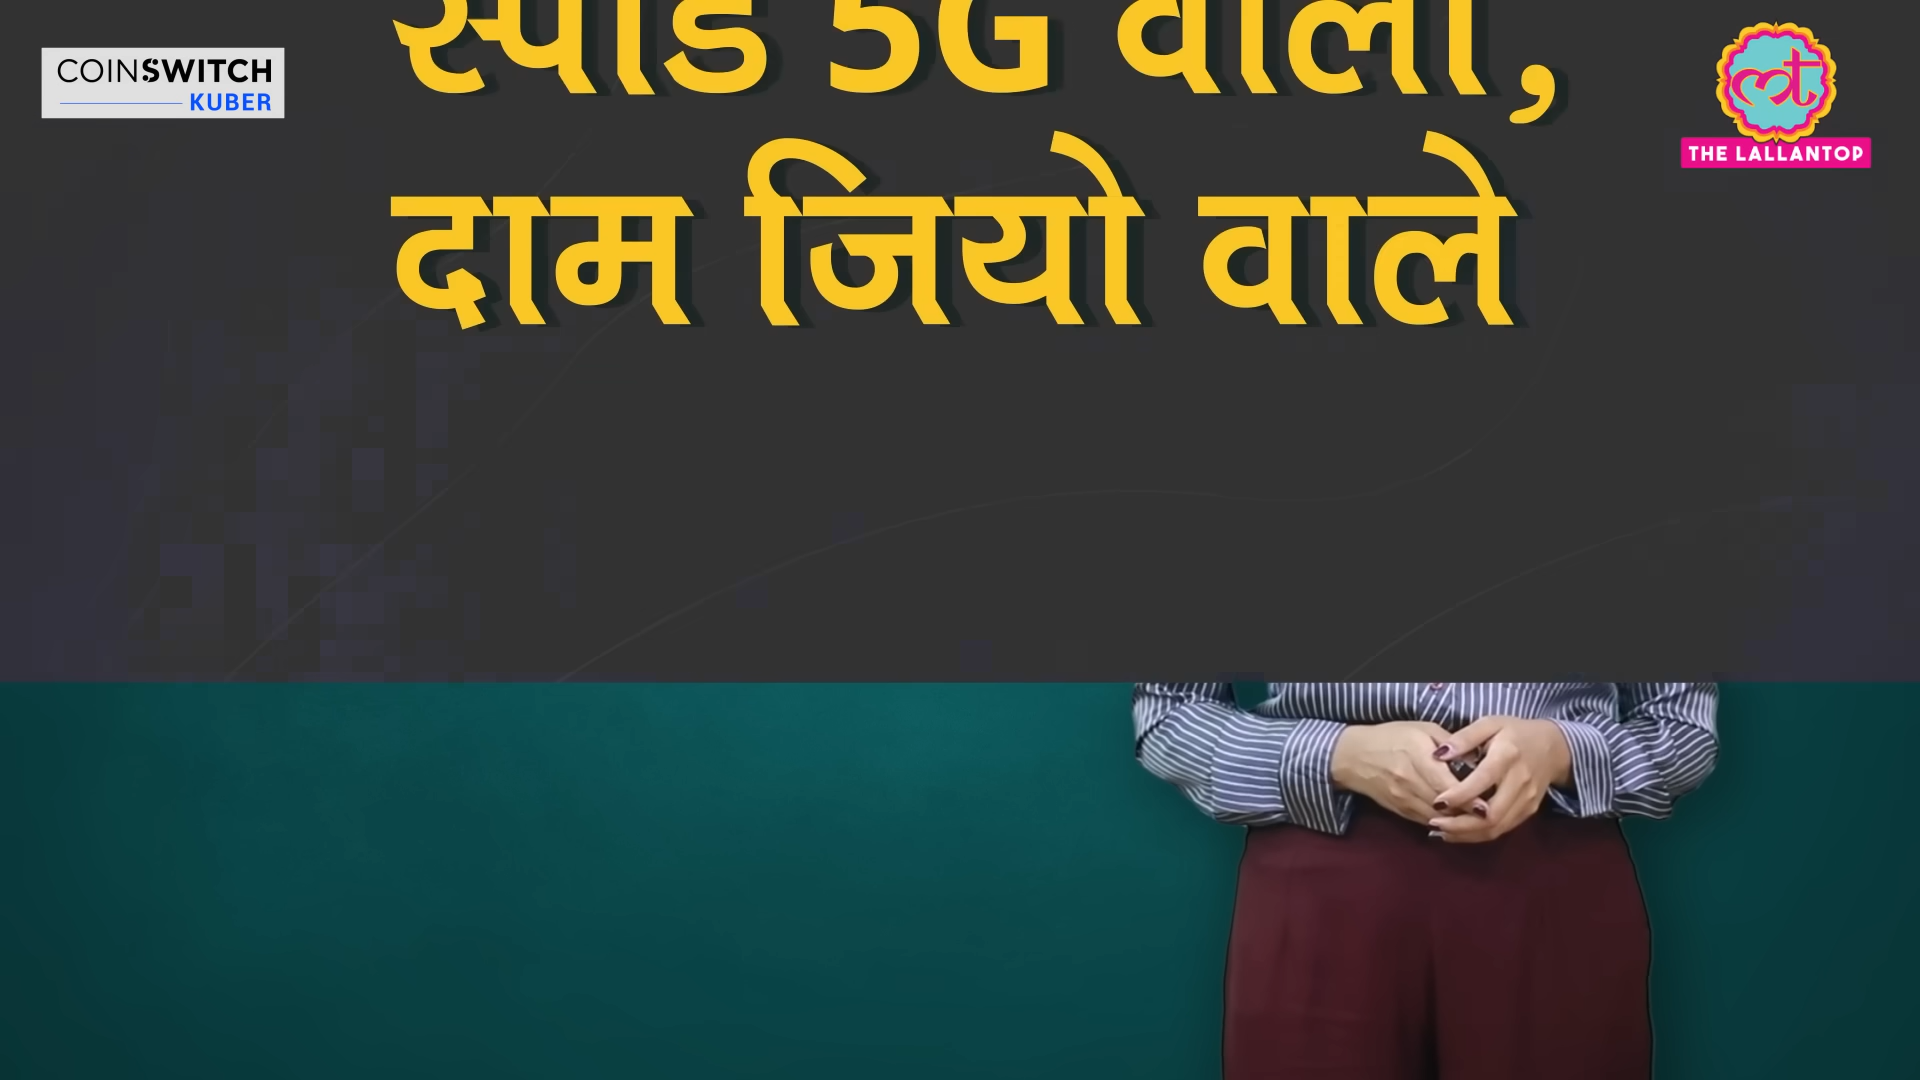 स्पीड 5G वाली,
दाम जियो वाले
COINSWITCH
KUBER
THE LALLANTOP